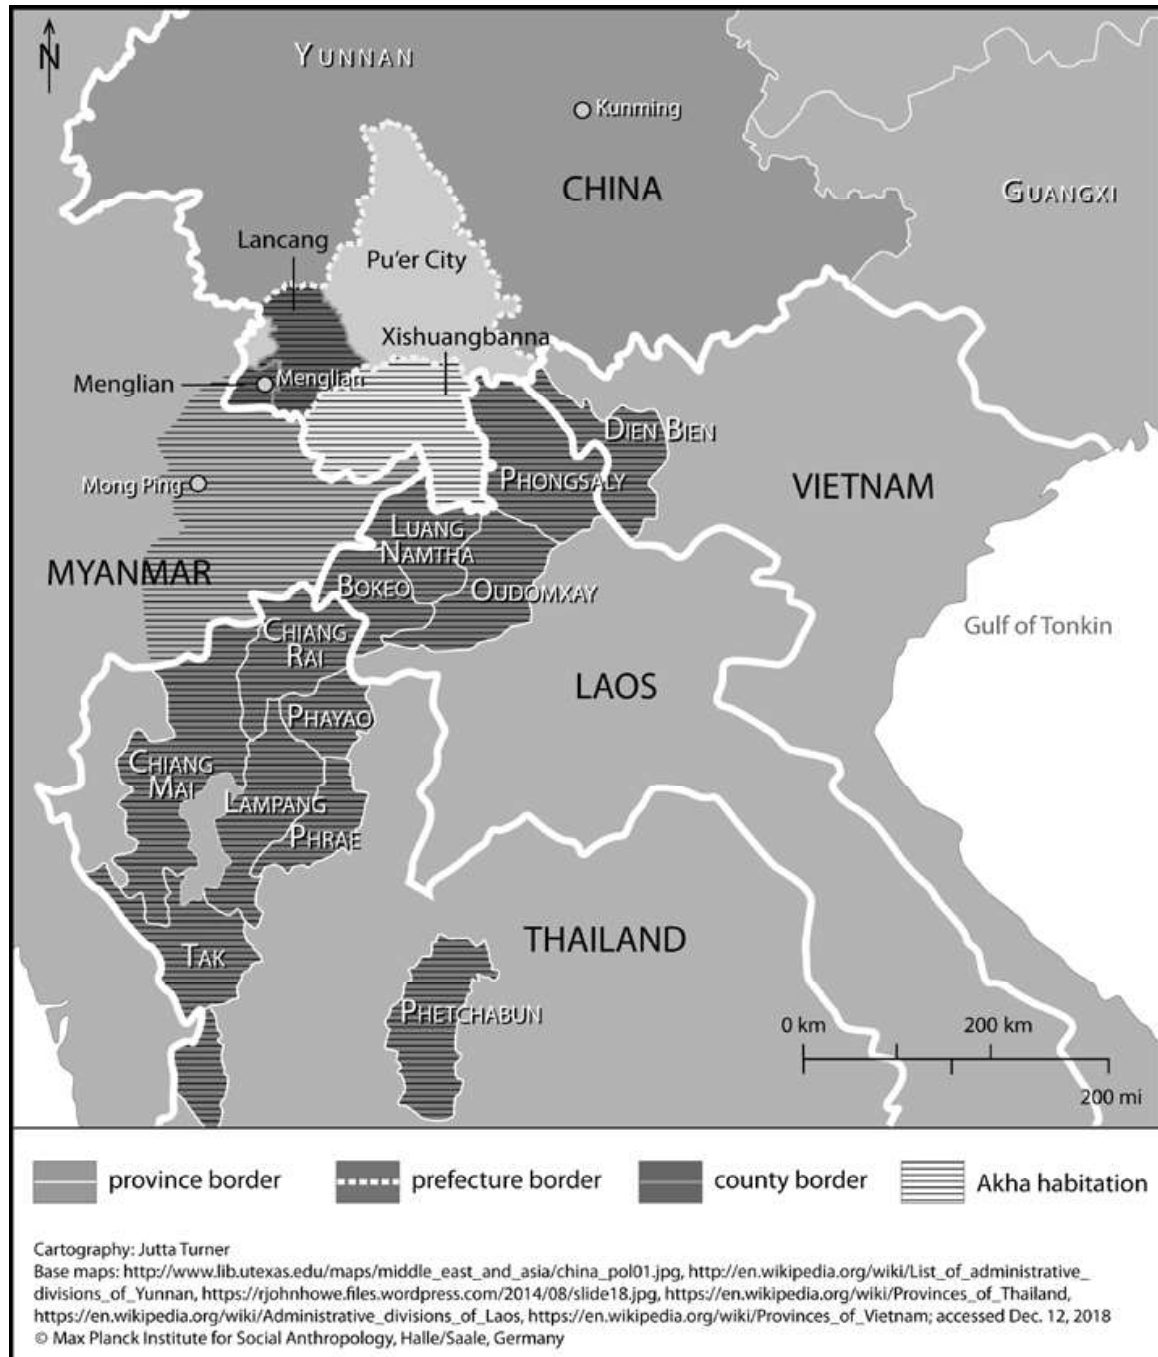 N
YUNNAN
Kunming
CHINA
GUANGXI
Lancang
Pu'er City
Xishuangbanna
Menglian
Menglian
DIEN BIEN
PHONGSALY
Mong Ping
VIETNAM
LUANG
NAMTHA
MYANMAR
BOKEO
OUDOMXAY
CHIANG
RAI
Gulf of Tonkin
LAOS
PHAYAO
CHIANG
MAI
LAMPANG
PHRAE
THAILAND
TAK
PHETCHABUN
0 km 200 km
200 mi
province border
prefecture border
county border
Akha habitation
Cartography: Jutta Turner
Base maps: http://www.lib.utexas.edu/maps/middle_east_and_asia/china_pol01.jpg, http://en.wikipedia.org/wiki/List_of_administrative_
divisions_of_Yunnan, https://rjohnhowe.files.wordpress.com/2014/08/slide18.jpg, https://en.wikipedia.org/wiki/Provinces_of_Thailand,
https://en.wikipedia.org/wiki/Administrative_divisions_of_Laos, https://en.wikipedia.org/wiki/Provinces_of_Vietnam; accessed Dec. 12, 2018
© Max Planck Institute for Social Anthropology, Halle/Saale, Germany